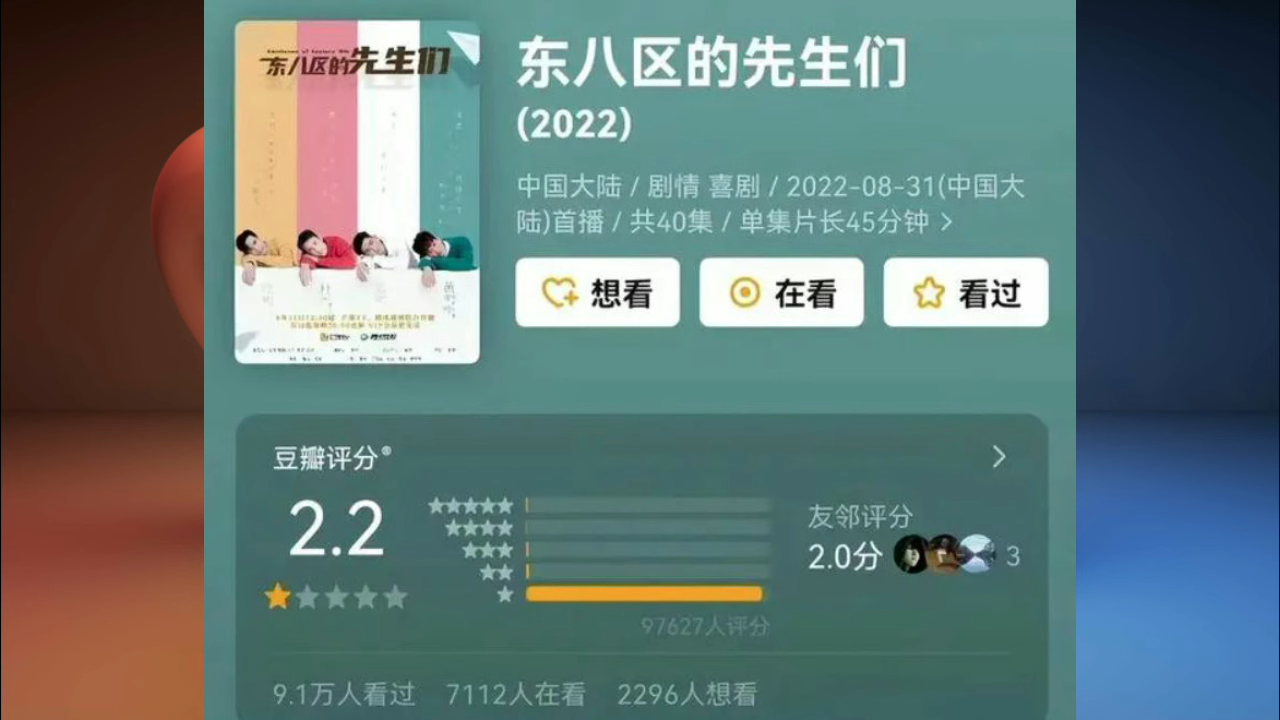 东八区的先生们
东八区的先生们
(2022)
中国大陆 / 剧情 喜剧 / 2022-08-31(中国大
陆)首播 / 共40集 / 单集片长45分钟 >
想看
在看
看过
豆瓣评分®
2.2
友邻评分
2.0分
3
97627人评分
9.1万人看过
7112人在看
2296人想看